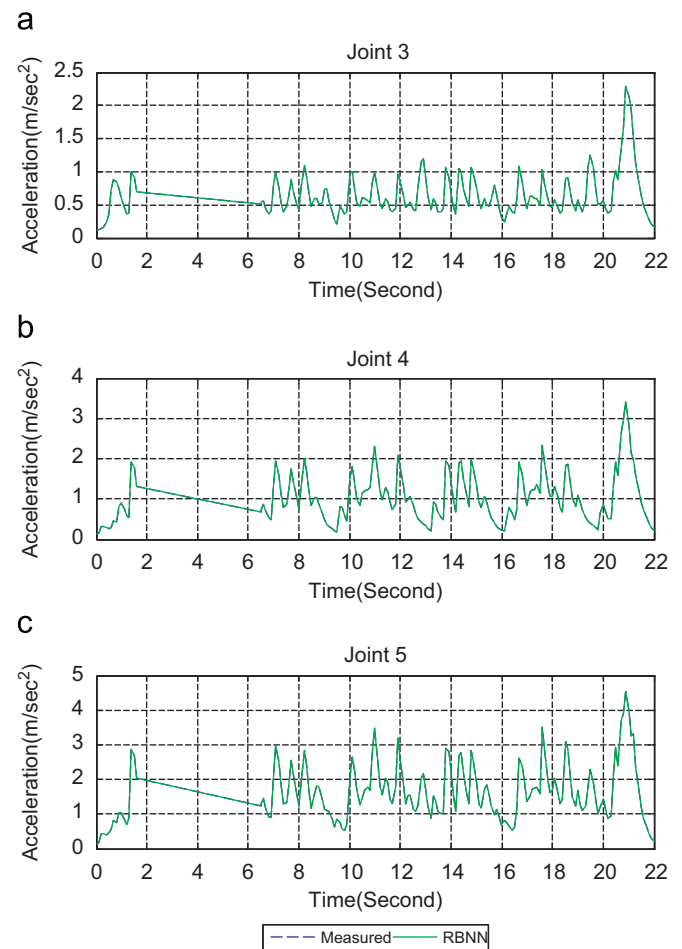 a
Joint 3
Acceleration(m/sec²)
2.5
2
1.5
1
0.5
0
0 2 4 6 8 10 12 14 16 18 20 22
Time(Second)
b
Joint 4
Acceleration(m/sec²)
4
3
2
1
0
0 2 4 6 8 10 12 14 16 18 20 22
Time(Second)
c
Joint 5
Acceleration(m/sec²)
5
4
3
2
1
0
0 2 4 6 8 10 12 14 16 18 20 22
Time(Second)
Measured RBNN